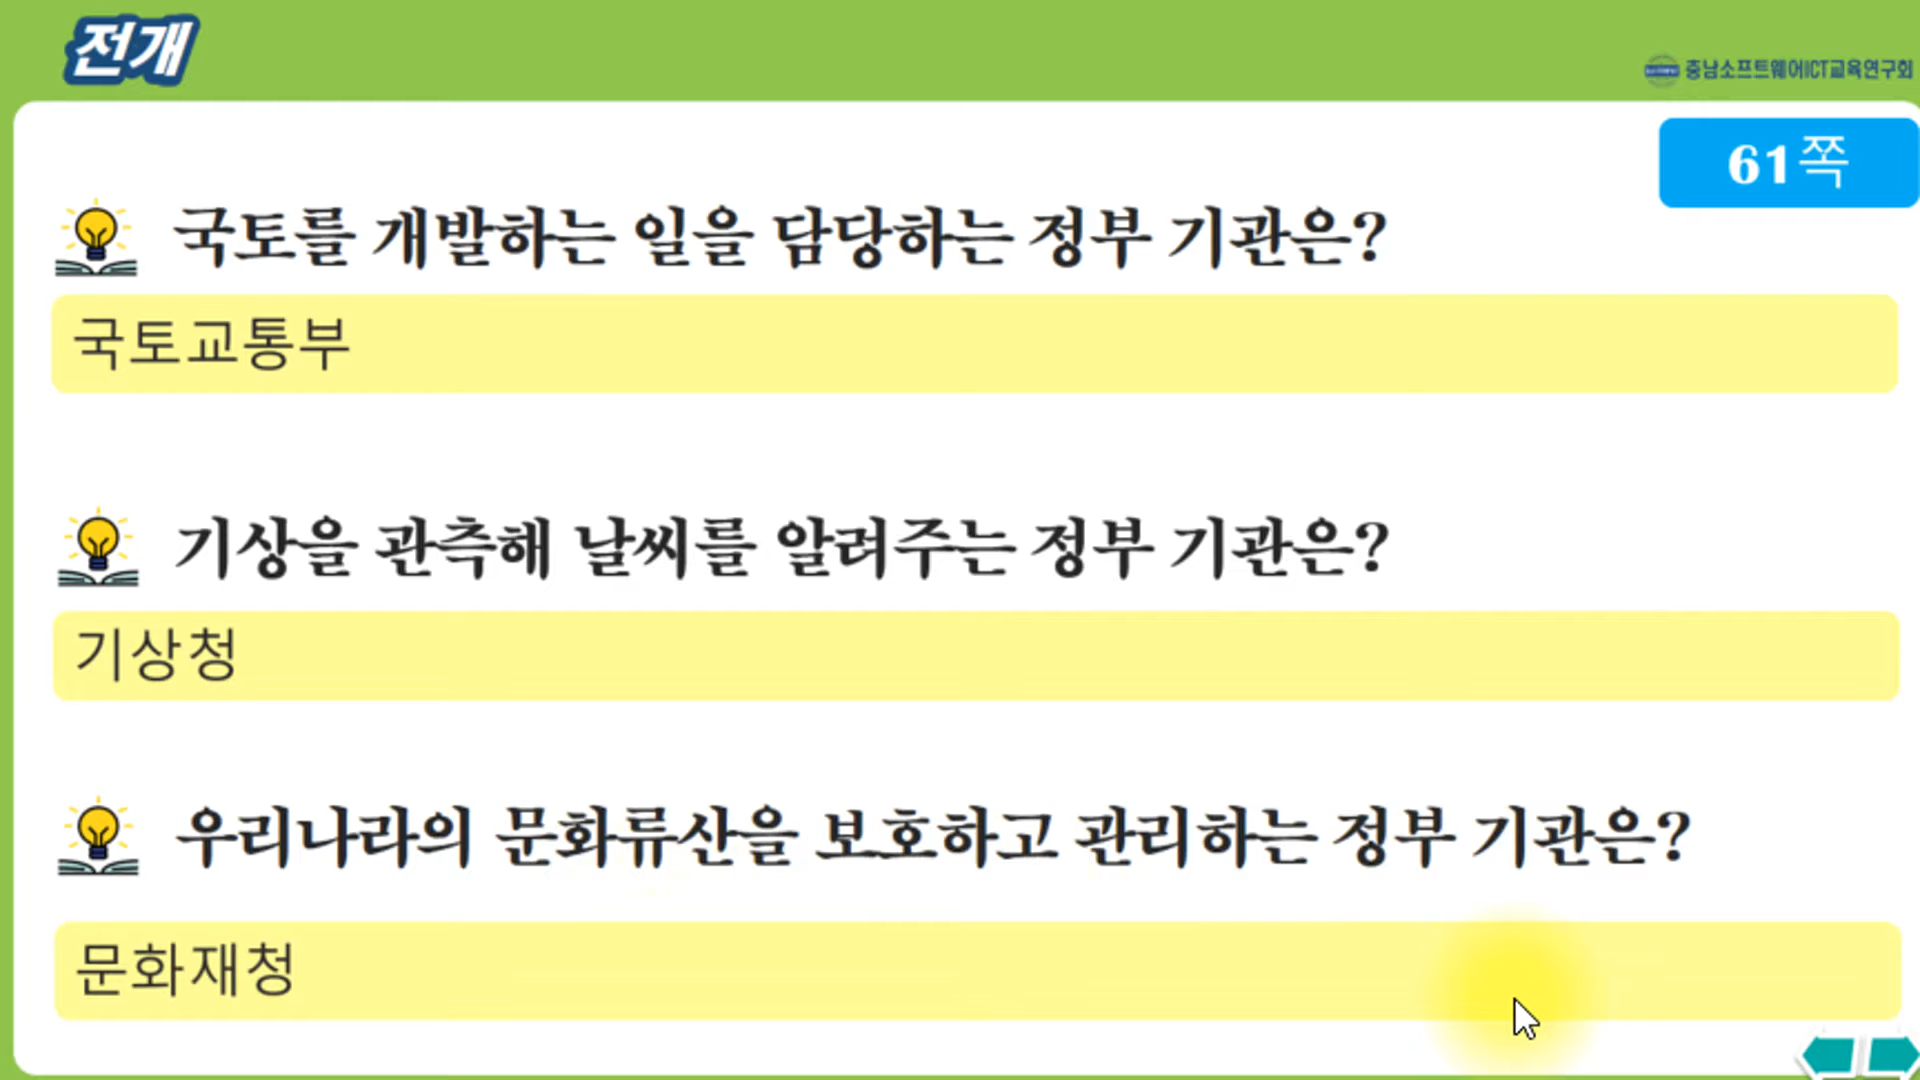 전개
충남소프트웨어ICT교육연구회
61쪽
국토를 개발하는 일을 담당하는 정부 기관은?
국토교통부
기상을 관측해 날씨를 알려주는 정부 기관은?
기상청
우리나라의 문화류산을 보호하고 관리하는 정부 기관은?
문화재청